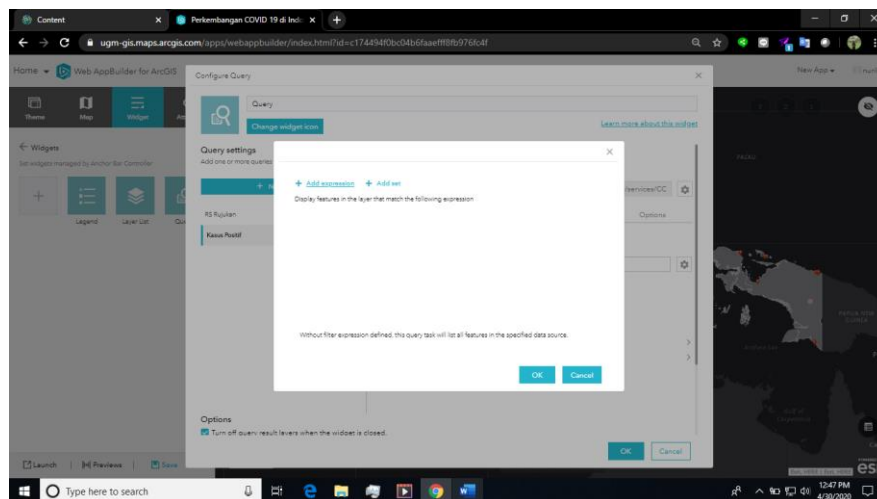 Content
Perkembangan COVID 19 di Ind
ugm-gis.maps.arcgis.com/apps/webappbuilder/index.html?id=c174494f0bc04b6faaefff8fb976fc4f
Home
Web AppBuilder for ArcGIS
New App
Theme
Map
Widget
Configure Query
Query
Change widget icon
Learn more about this widget
Widgets
Set widgets managed by Anchor Bar Controller
Legend
Layer List
Query settings
Add one or more queries
RS Rujukan
Kasus Positif
/services/CC
Options
Add expression
Add set
Display features in the layer that match the following expression
Without filter expression defined, this query task will list all features in the specified data source.
OK
Cancel
Options
Turn off query result layers when the widget is closed.
OK
Cancel
Launch
Previews
Save
Type here to search
12:47 PM
4/30/2020